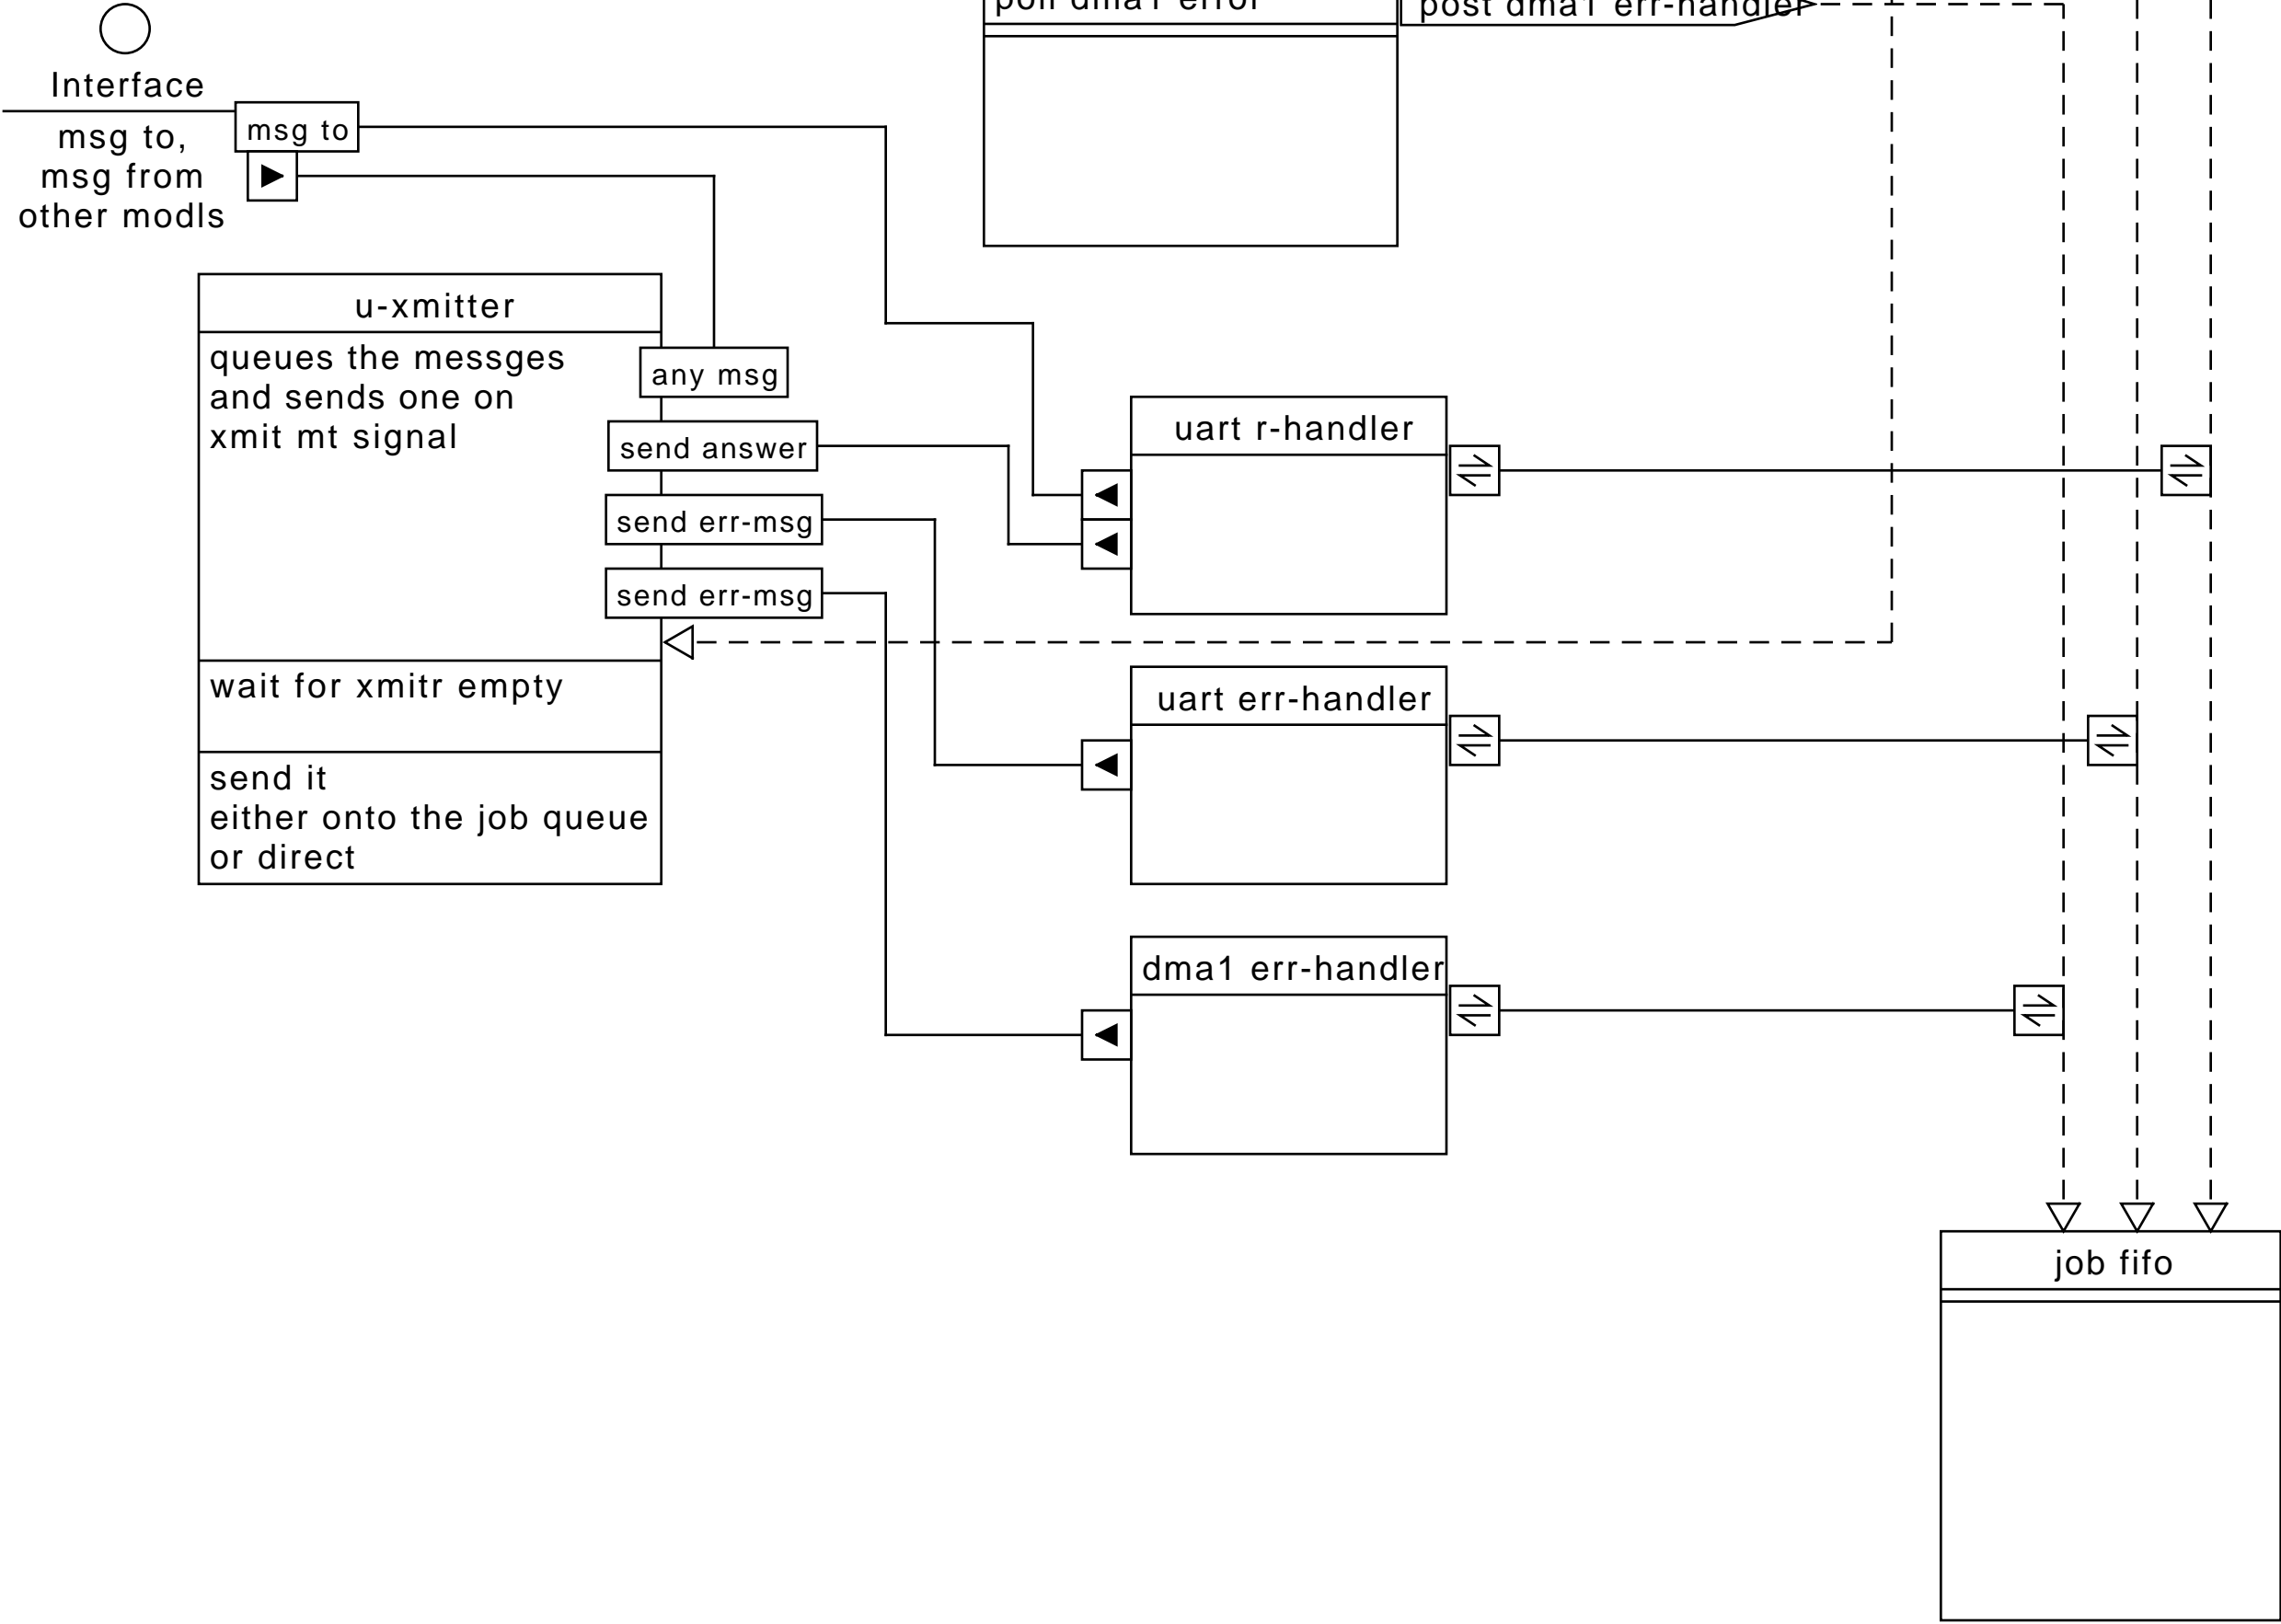 poll dma1 error
post dma1 err-handler
Interface
msg to
msg to,
msg from
other modls
u-xmitter
queues the messges
and sends one on
xmit mt signal
any msg
send answer
send err-msg
send err-msg
wait for xmitr empty
send it
either onto the job queue
or direct
uart r-handler
uart err-handler
dma1 err-handler
job fifo